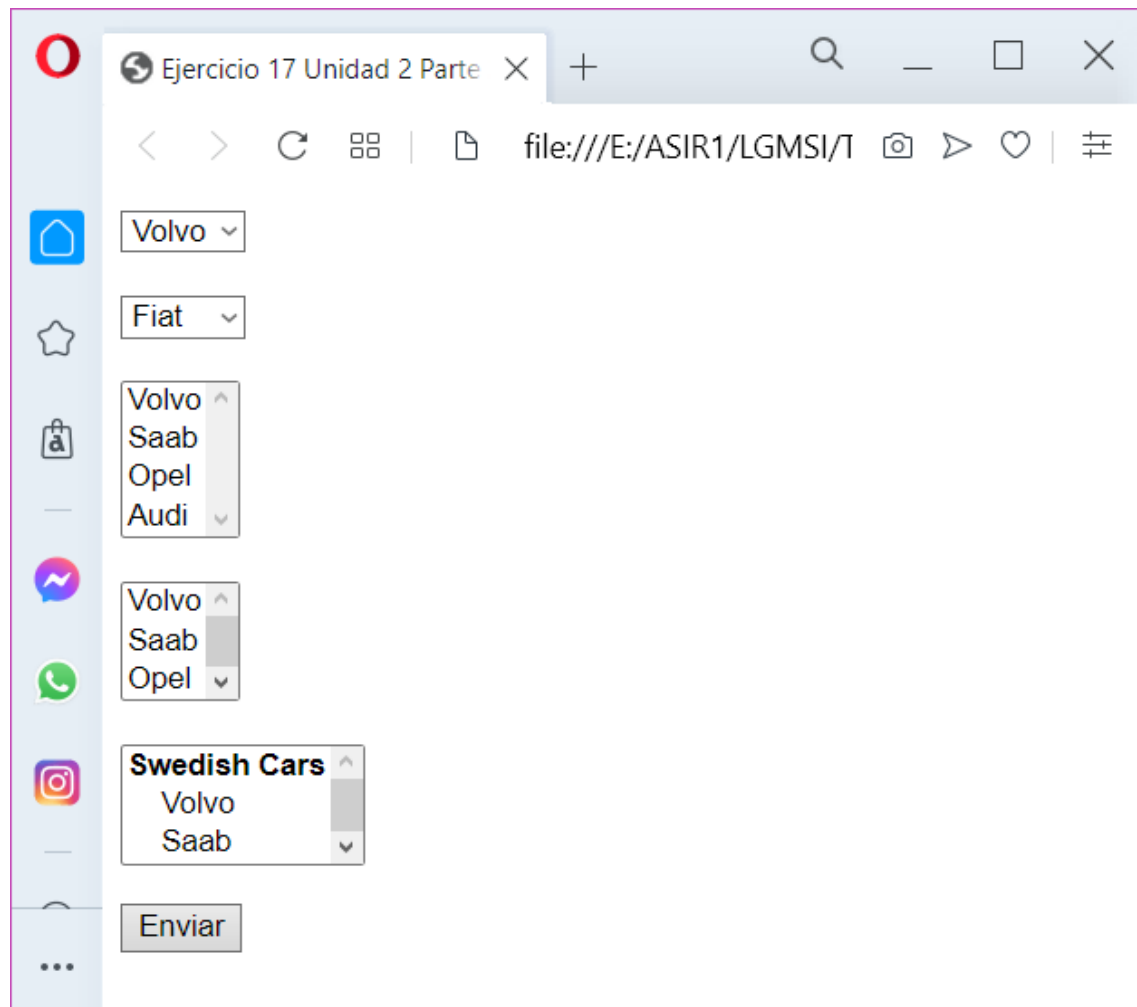 Ejercicio 17 Unidad 2 Parte
file:///E:/ASIR1/LGMSI/T
Volvo
Fiat
Volvo
Saab
Opel
Audi
Volvo
Saab
Opel
Swedish Cars
Volvo
Saab
Enviar